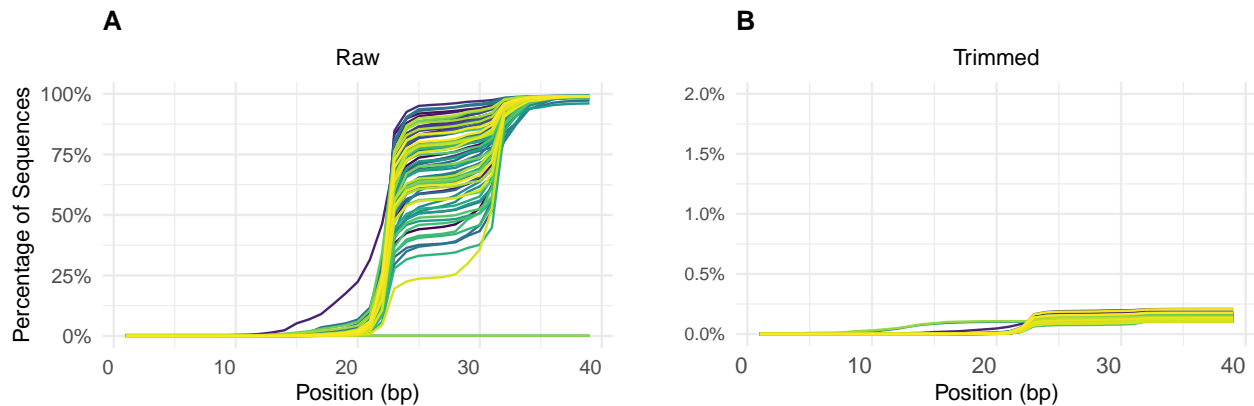 A
Raw
Percentage of Sequences
100%
75%
50%
25%
0%
0 10 20 30 40
Position (bp)
B
Trimmed
2.0%
1.5%
1.0%
0.5%
0.0%
0 10 20 30 40
Position (bp)